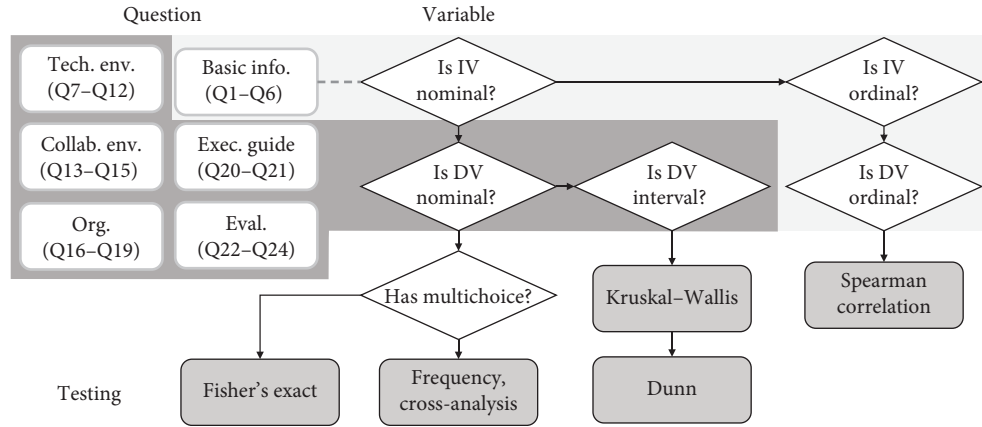 Question
Variable
Tech. env.
(Q7–Q12)
Basic info.
(Q1–Q6)
Is IV
nominal?
Is IV
ordinal?
Collab. env.
(Q13–Q15)
Exec. guide
(Q20–Q21)
Is DV
nominal?
Is DV
interval?
Is DV
ordinal?
Org.
(Q16–Q19)
Eval.
(Q22–Q24)
Has multichoice?
Kruskal–Wallis
Spearman
correlation
Testing
Fisher's exact
Frequency,
cross-analysis
Dunn